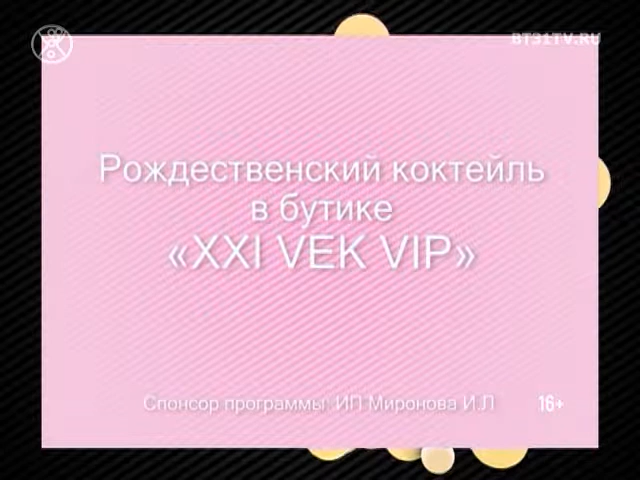 BT31TV.RU
Рождественский коктейль
в бутике
«XXI VEK VIP»
Спонсор программы: ИП Миронова И.Л
16+